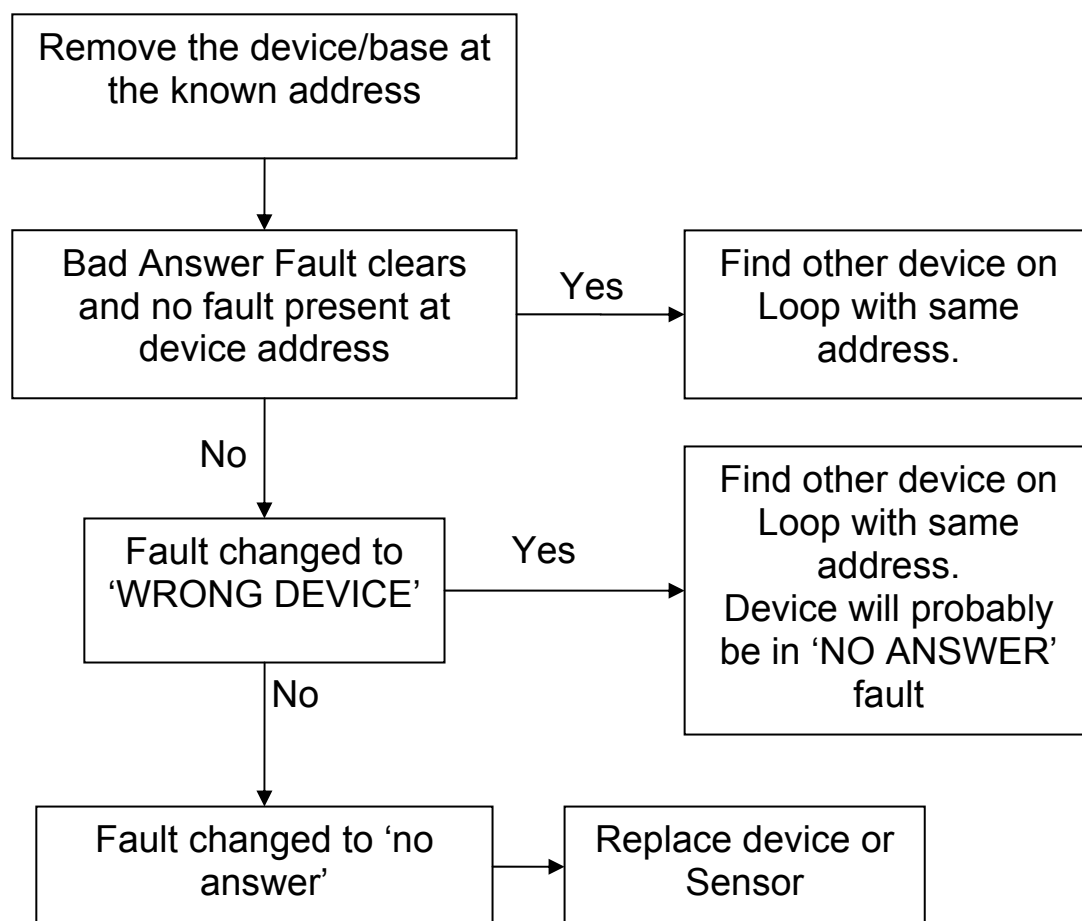 Remove the device/base at
the known address
Bad Answer Fault clears
and no fault present at
device address
Yes
Find other device on
Loop with same
address.
No
Fault changed to
‘WRONG DEVICE’
Yes
Find other device on
Loop with same
address.
Device will probably
be in ‘NO ANSWER’
fault
No
Fault changed to ‘no
answer’
Replace device or
Sensor